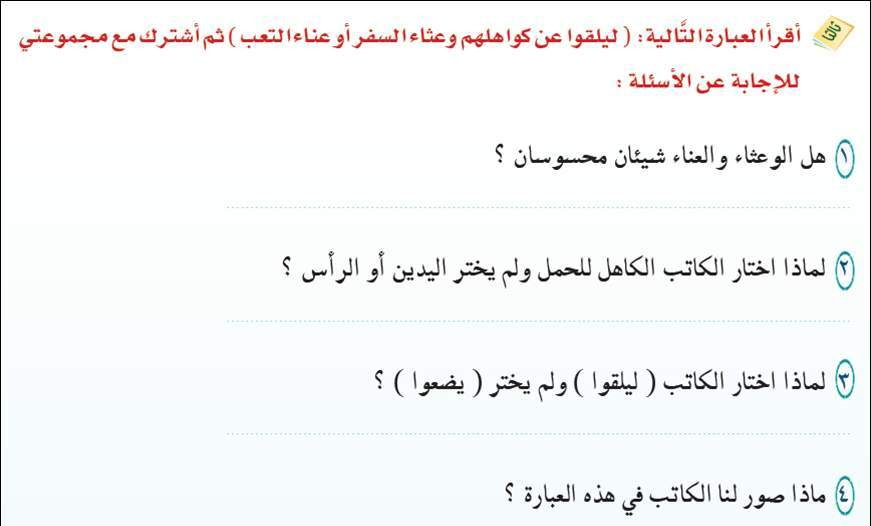 ثالثا أقرأ العبارة التَّالية : ( ليلقوا عن كواهلهم وعثاء السفر أو عناء التعب ) ثم أشترك مع مجموعتي
للإجابة عن الأسئلة :
١ هل الوعثاء والعناء شيئان محسوسان ؟
٢ لماذا اختار الكاتب الكاهل للحمل ولم يختر اليدين أو الرأس ؟
٣ لماذا اختار الكاتب ( ليلقوا ) ولم يختر ( يضعوا ) ؟
٤ ماذا صور لنا الكاتب في هذه العبارة ؟